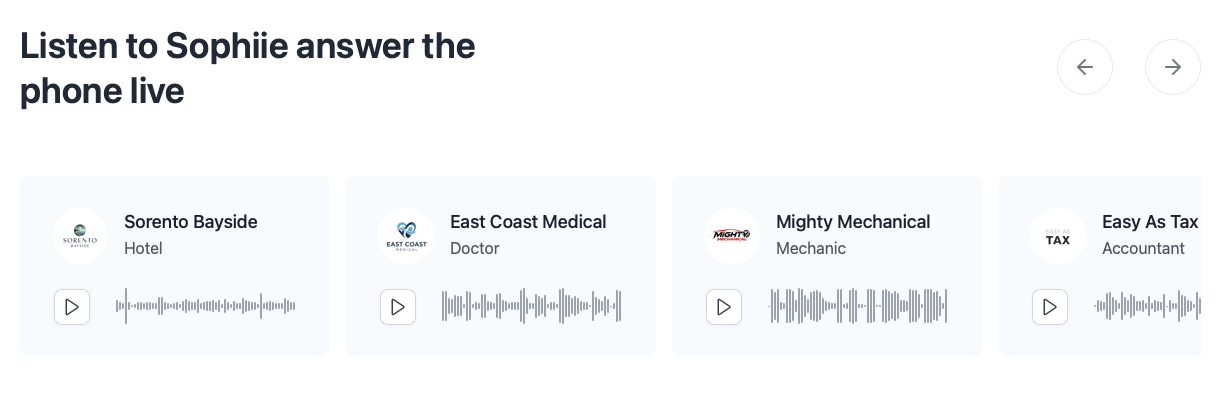 Listen to Sophiie answer the
phone live
SORENTO
BAYSIDE
Sorento Bayside
Hotel
EAST COAST
MEDICAL
East Coast Medical
Doctor
MIGHTY
MECHANICAL
Mighty Mechanical
Mechanic
EASY AS
TAX
Easy As Tax
Accountant